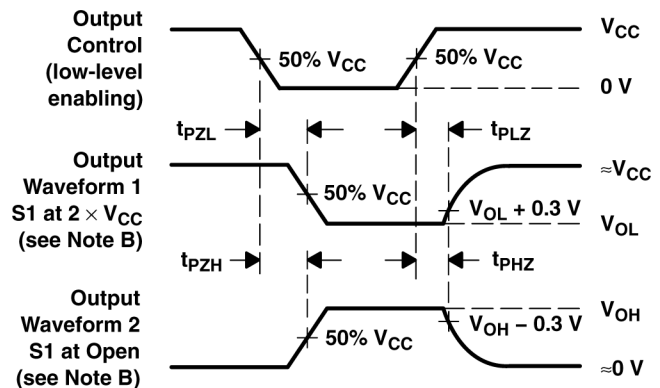 Output
Control
(low-level
enabling)
50% VCC
50% VCC
VCC
0 V
tPZL
tPLZ
Output
Waveform 1
S1 at 2 × VCC
(see Note B)
50% VCC
≈VCC
VOL + 0.3 V
VOL
tPZH
tPHZ
Output
Waveform 2
S1 at Open
(see Note B)
50% VCC
VOH
VOH − 0.3 V
≈0 V